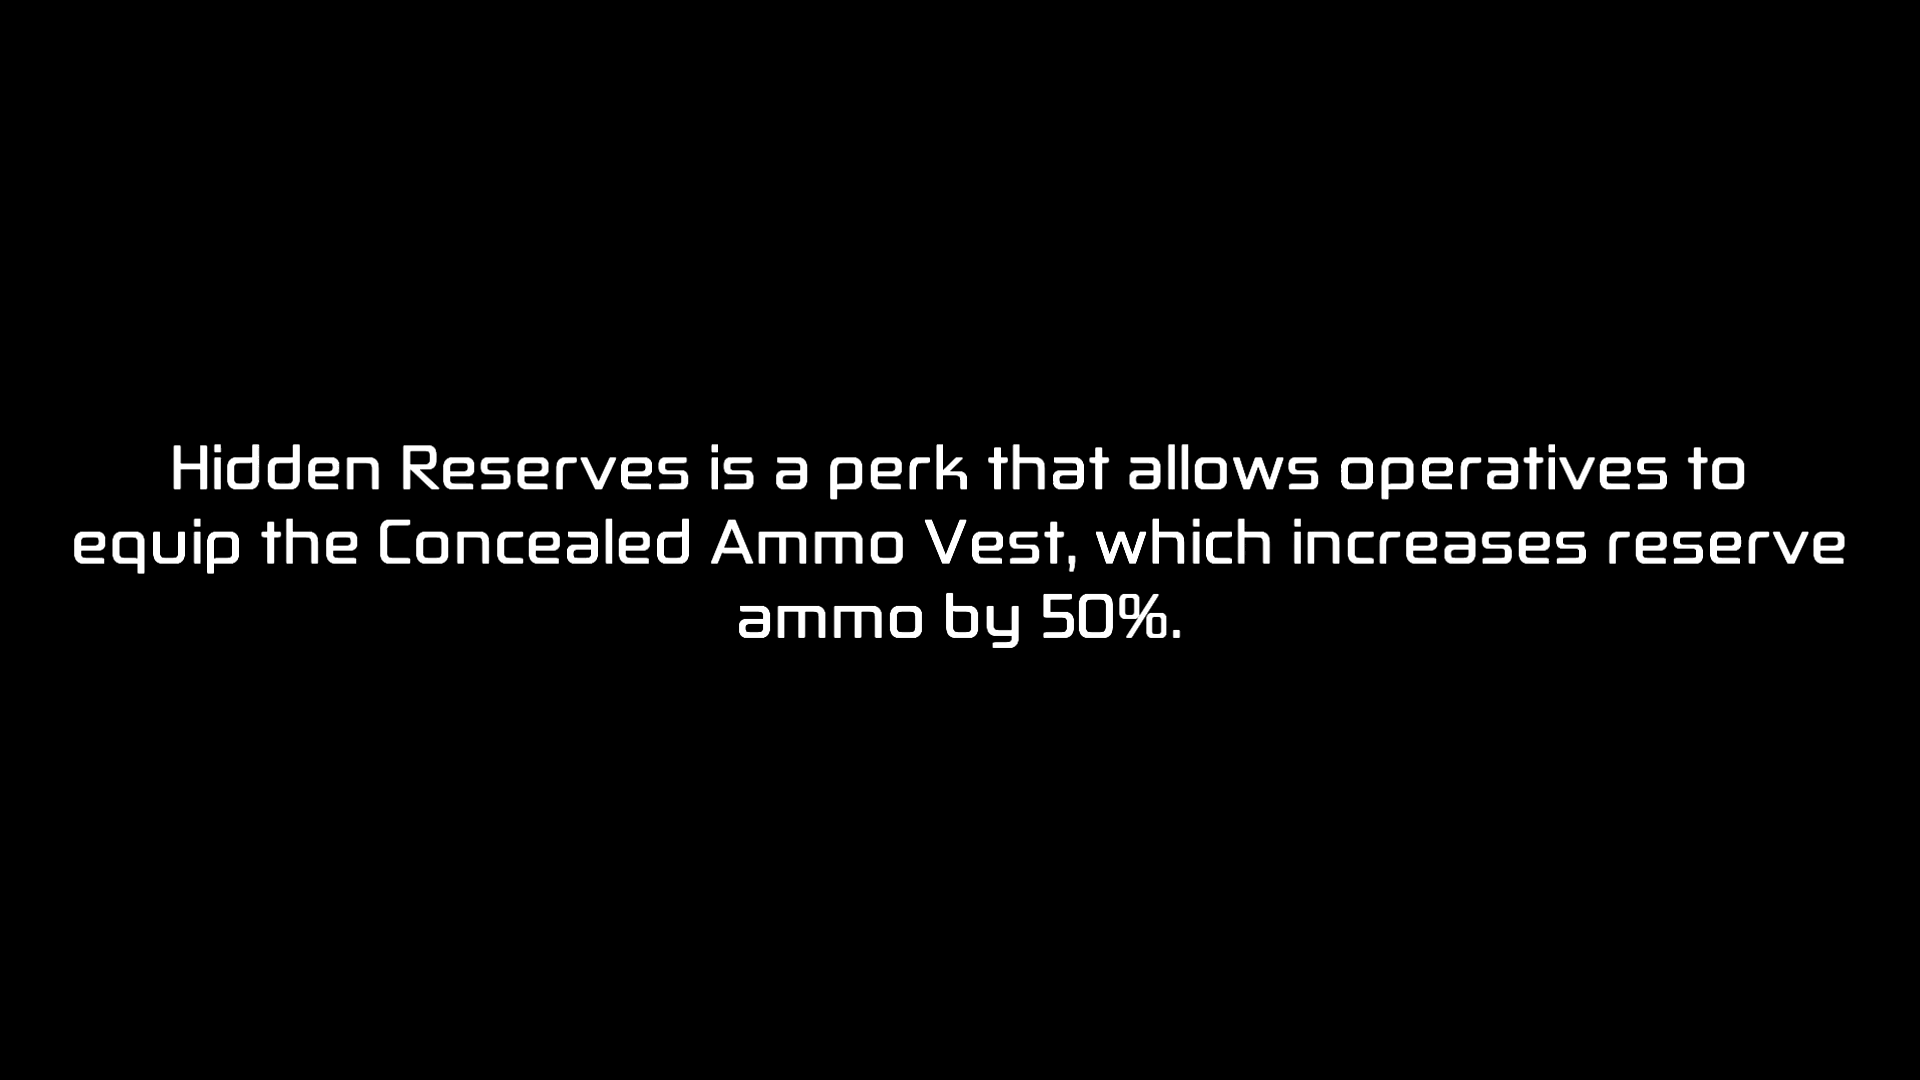 Hidden Reserves is a perk that allows operatives to
equip the Concealed Ammo Vest, which increases reserve
ammo by 50%.